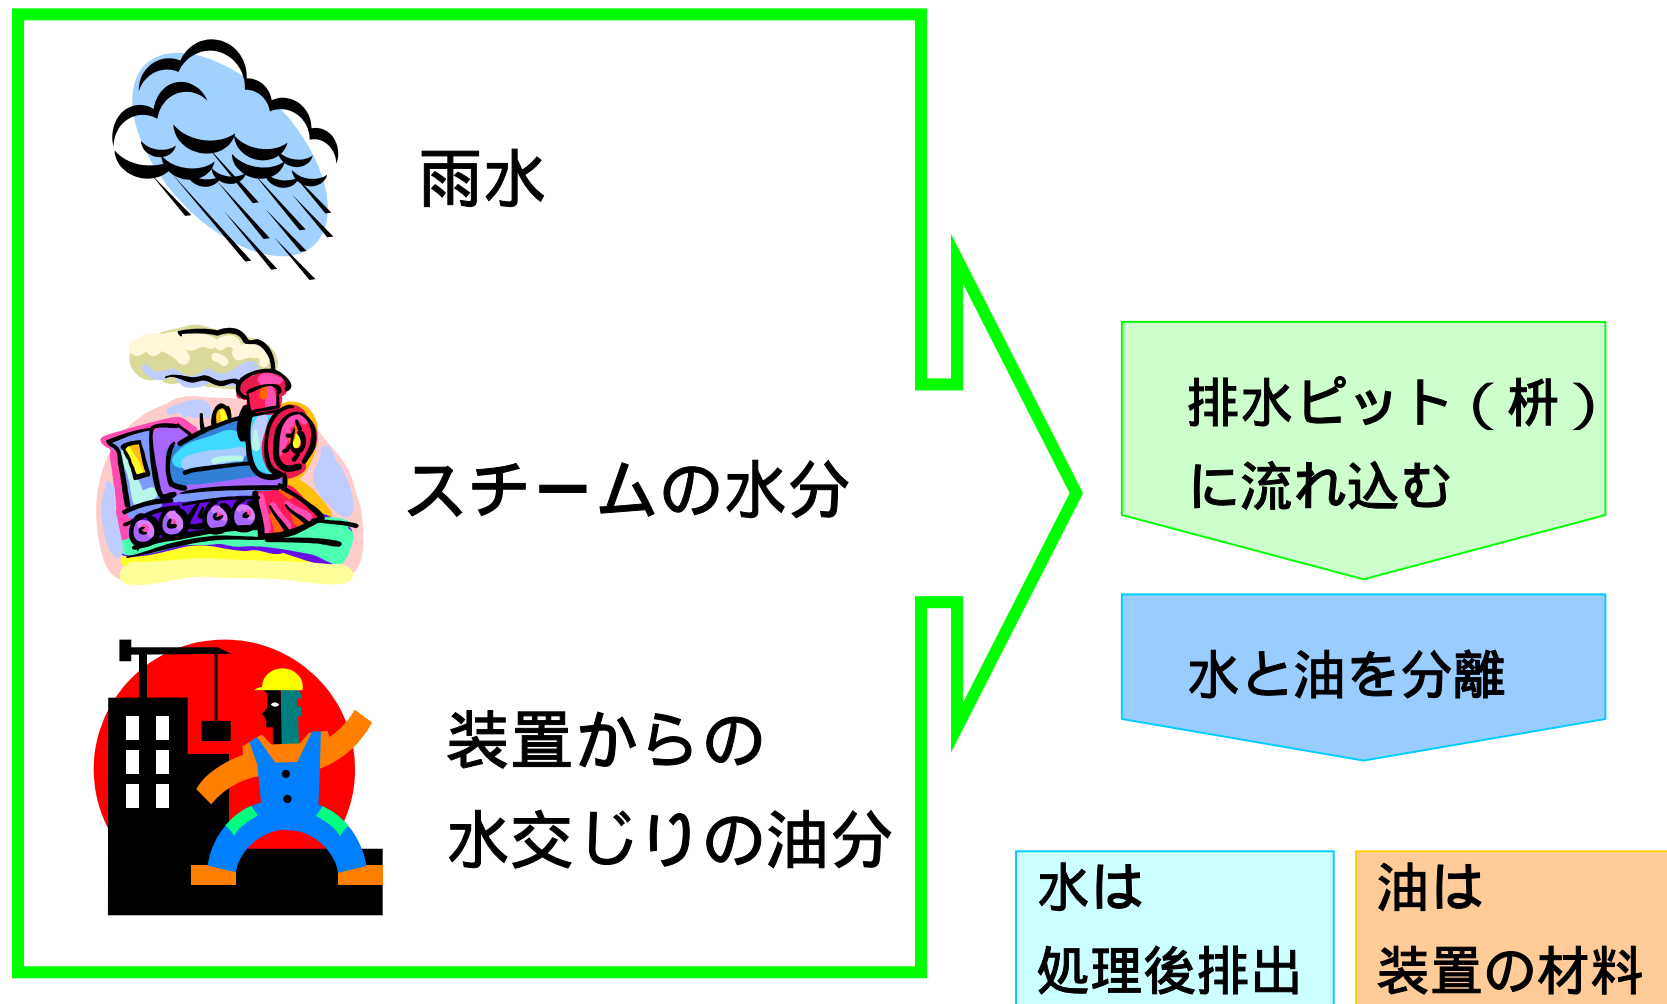 雨水
スチームの水分
装置からの
水交じりの油分
排水ピット(枡)
に流れ込む
水と油を分離
水は
処理後排出
油は
装置の材料